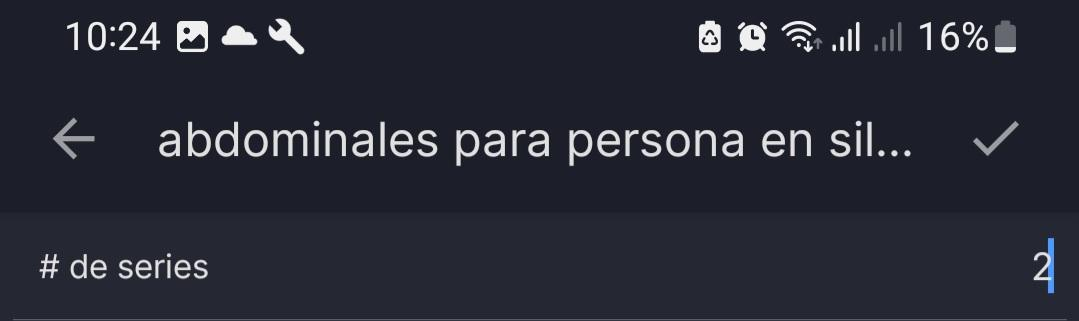 10:24 16%
abdominales para persona en sil...
# de series 2